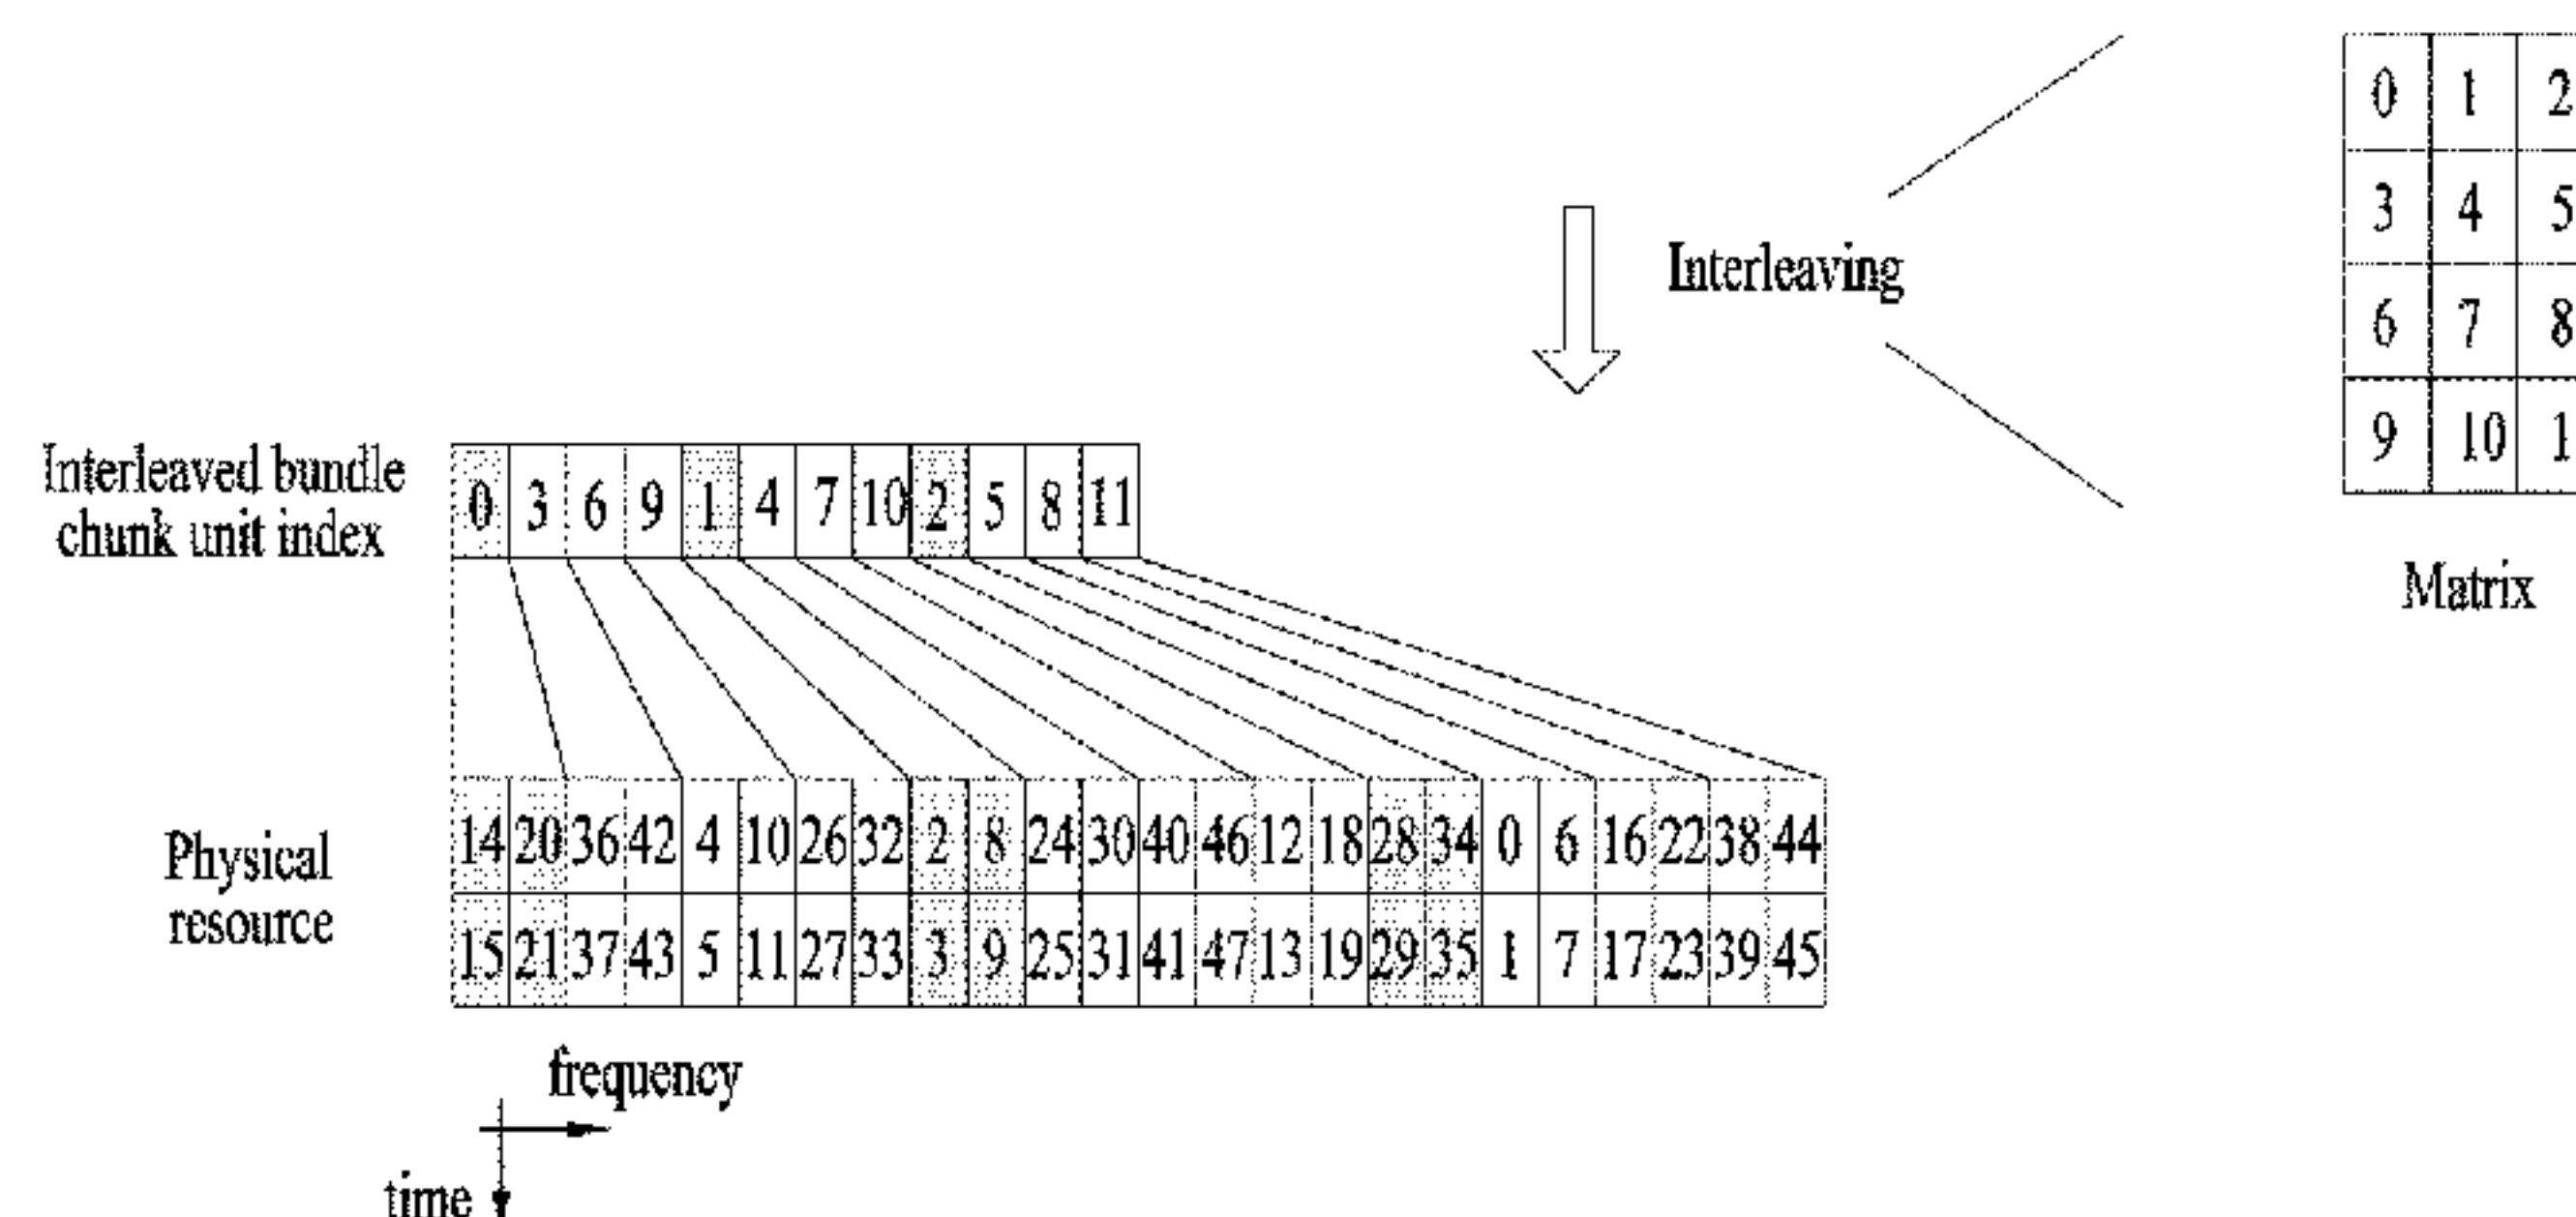 0 1 2
3 4 5
Interleaving
6 7 8
9 10 1
Matrix
Interleaved bundle
chunk unit index
0 3 6 9 1 4 7 10 2 5 8 11
Physical
resource
14 20 36 42 4 10 26 32 2 8 24 30 40 46 12 18 28 34 0 6 16 22 38 44
15 21 37 43 5 11 27 33 3 9 25 31 41 47 13 19 29 35 1 7 17 23 39 45
frequency
time